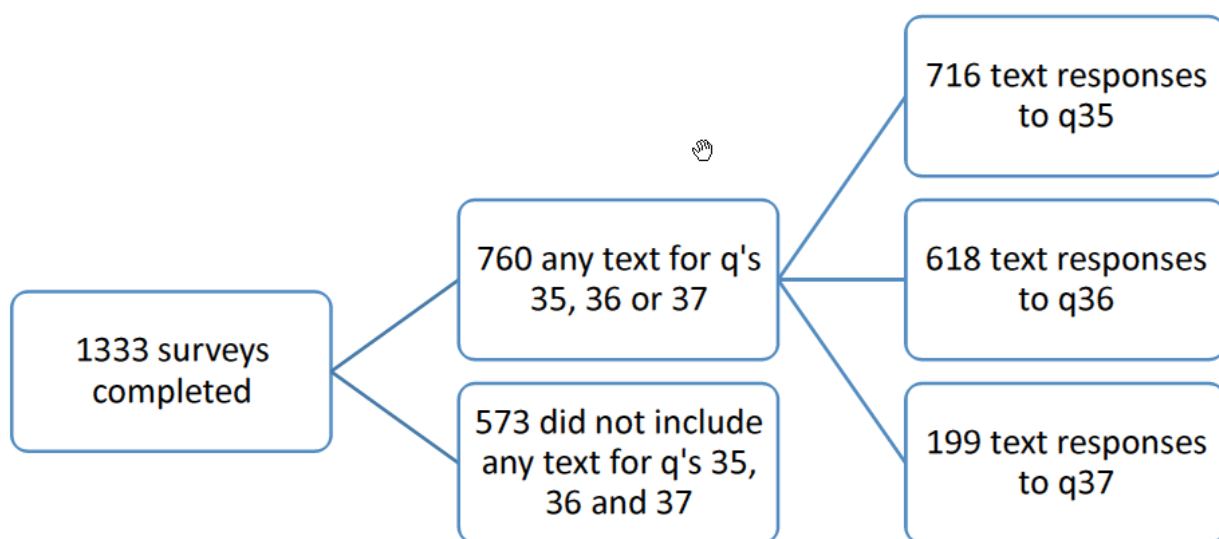 1333 surveys
completed
760 any text for q's
35, 36 or 37
573 did not include
any text for q's 35,
36 and 37
716 text responses
to q35
618 text responses
to q36
199 text responses
to q37